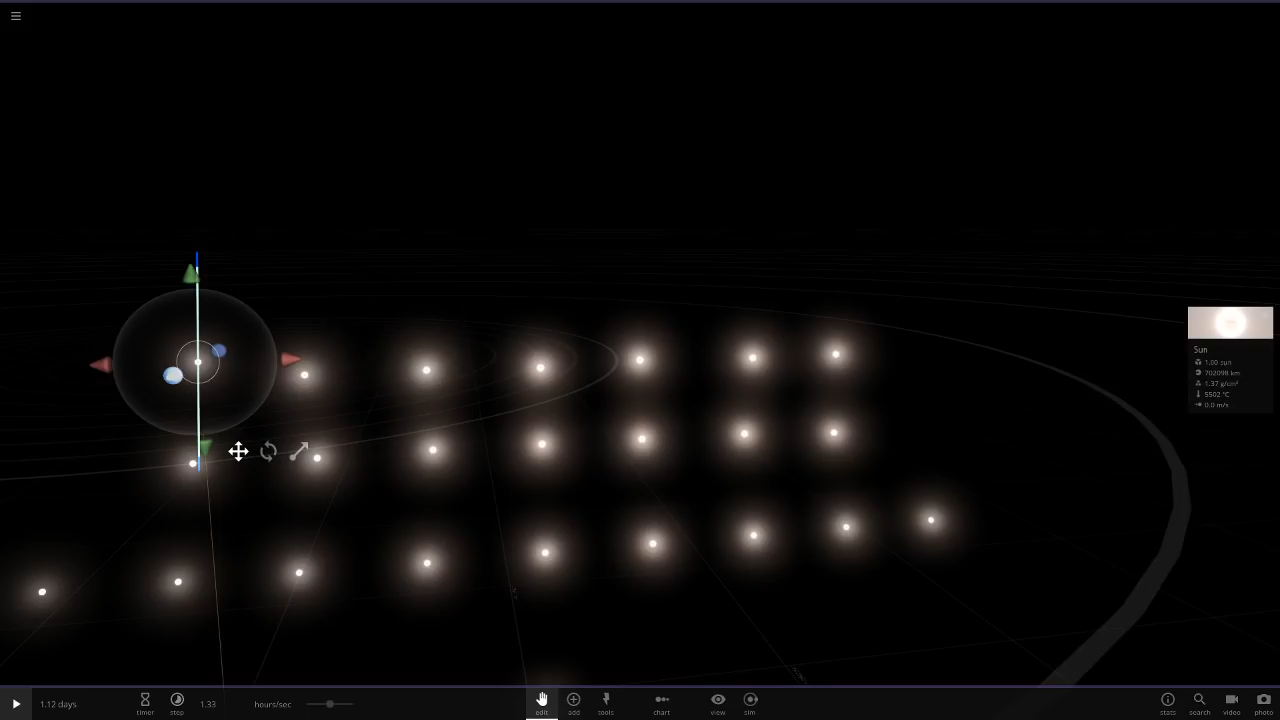 Sun
1.00 sun
702098 km
1.37 g/cm³
5502 °C
0.0 m/s
1.12 days
timer
step
1.33
hours/sec
edit
add
tools
chart
view
sim
stats
search
video
photo